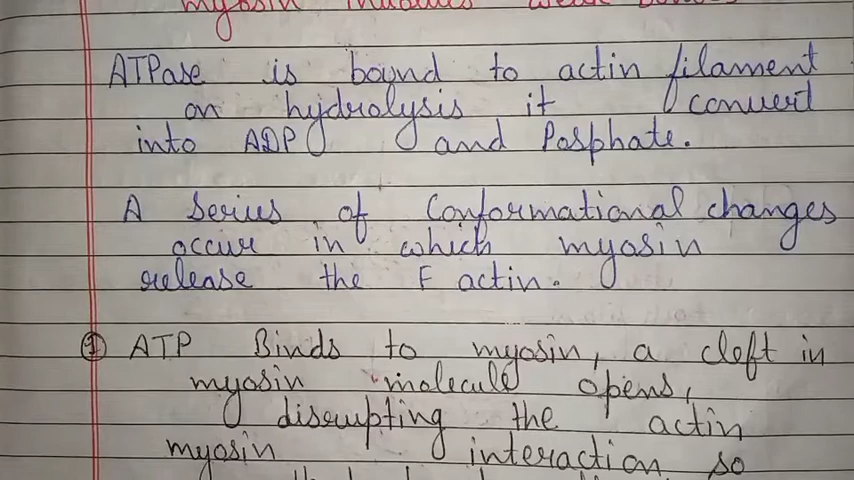 myosin
ATPase is bound to actin filament
on hydrolysis it convert
into ADP and Posphate.
A Series of Conformational changes
occur in which myosin
release the F actin.
① ATP Binds to myosin, a cleft in
myosin molecule opens,
disrupting the actin
myosin interaction so